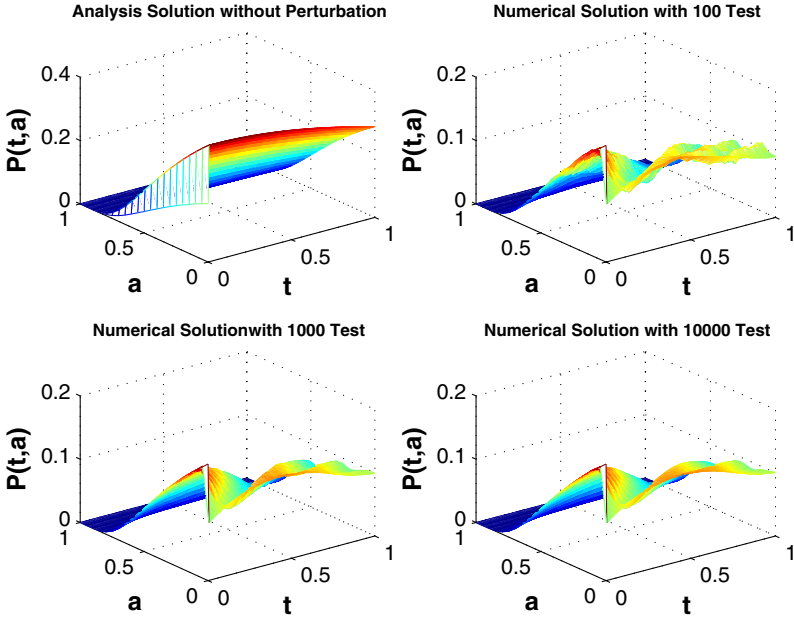 Analysis Solution without Perturbation
Numerical Solution with 100 Test
P(t,a)
0.4
0.2
0
1
0.5
0
a
0
0.5
1
t
P(t,a)
0.2
0.1
0
1
0.5
0
a
0
0.5
1
t
Numerical Solutionwith 1000 Test
Numerical Solution with 10000 Test
P(t,a)
0.2
0.1
0
1
0.5
0
a
0
0.5
1
t
P(t,a)
0.2
0.1
0
1
0.5
0
a
0
0.5
1
t